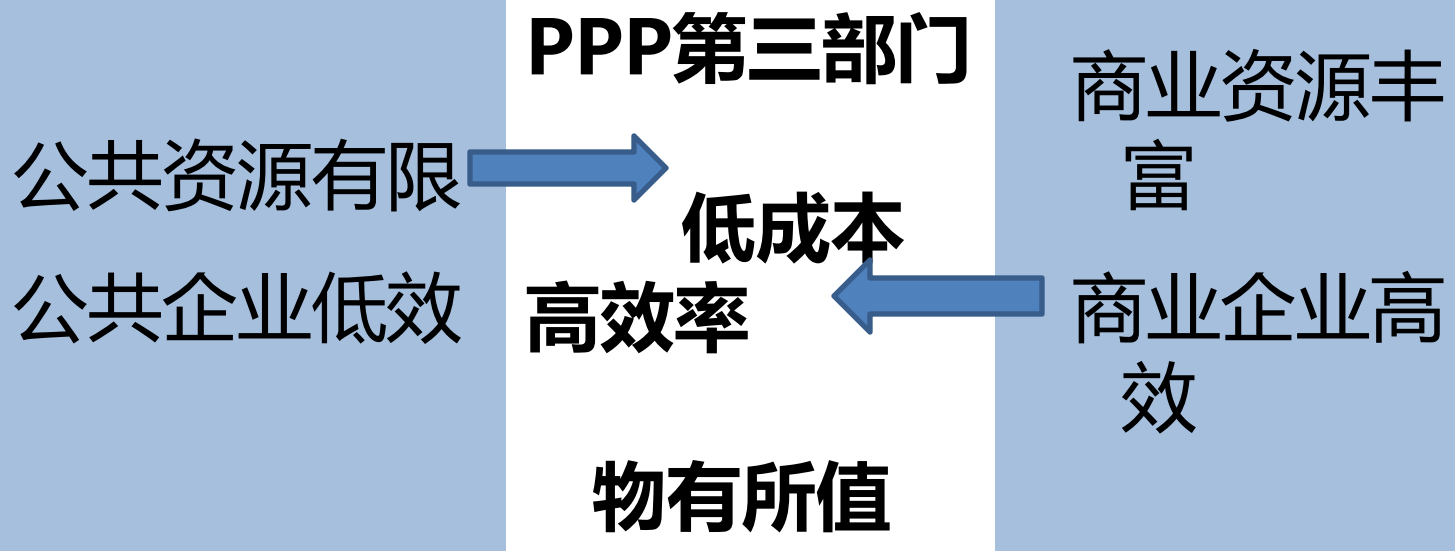 公共资源有限
公共企业低效
PPP第三部门
低成本
高效率
物有所值
商业资源丰
富
商业企业高
效